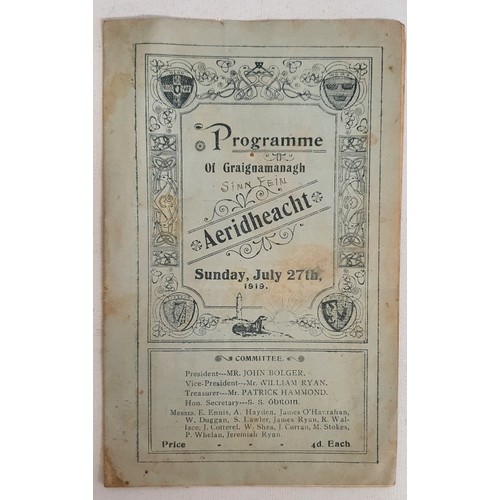 Programme
Of Graignamanagh
SINN FEIN
Aeridheacht
Sunday, July 27th,
1919.
COMMITTEE.
President---MR. JOHN BOLGER.
Vice-President---Mr. WILLIAM RYAN.
Treasurer---Mr. PATRICK HAMMOND.
Hon. Secretary---S. S.
Messrs. E. Ennis, A. Hayden, James O'Hanrahan,
W. Duggan, S. Lawler, James Ryan, R. Wal-
lace, J. Cotterel, W. Shea, J. Curran, M. Stokes,
P. Whelan, Jeremiah Ryan.
Price - - - 4d. Each